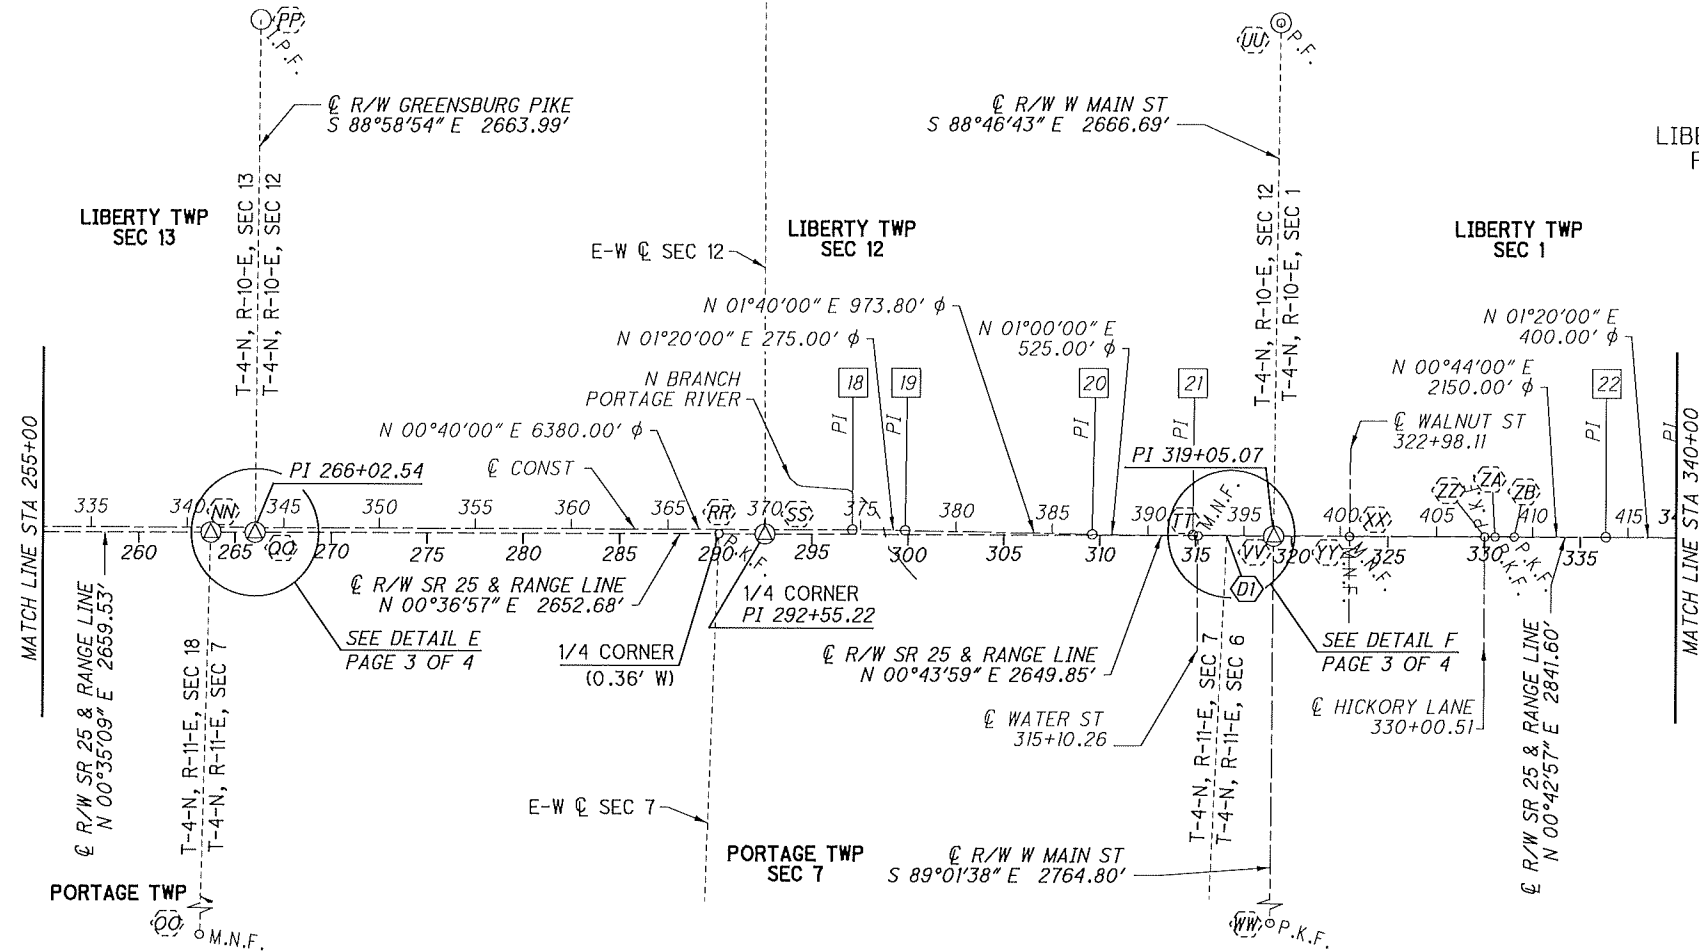 PP
I.P.F.
UU
P.F.
℄ R/W GREENSBURG PIKE
S 88°58'54" E 2663.99'
℄ R/W W MAIN ST
S 88°46'43" E 2666.69'
LIBE
T-4-N, R-10-E, SEC 13
T-4-N, R-10-E, SEC 12
LIBERTY TWP
SEC 13
E-W ℄ SEC 12
LIBERTY TWP
SEC 12
T-4-N, R-10-E, SEC 12
T-4-N, R-10-E, SEC 1
LIBERTY TWP
SEC 1
N 01°40'00" E 973.80' ϕ
N 01°20'00" E 275.00' ϕ
N 01°00'00" E
525.00' ϕ
N 01°20'00" E
400.00' ϕ
N 00°44'00" E
2150.00' ϕ
N BRANCH
PORTAGE RIVER
18
19
20
21
22
PI
PI
PI
PI
PI
PI
N 00°40'00" E 6380.00' ϕ
℄ CONST
℄ WALNUT ST
322+98.11
MATCH LINE STA 255+00
PI 266+02.54
PI 319+05.07
MATCH LINE STA 340+00
335 340 345 350 355 360 365 370 375 380 385 390 395 400 405 410 415 34
NN
QQ
RR
SS
TT
M.N.F.
VV
YY
XX
ZZ
ZA
ZB
P.K.F.
P.K.F.
P.K.F.
P.K.F.
M.N.F.
M.N.F.
260 265 270 275 280 285 290 295 300 305 310 315 320 325 330 335
D1
℄ R/W SR 25 & RANGE LINE
N 00°36'57" E 2652.68'
1/4 CORNER
PI 292+55.22
1/4 CORNER
(0.36' W)
SEE DETAIL E
PAGE 3 OF 4
℄ R/W SR 25 & RANGE LINE
N 00°43'59" E 2649.85'
SEE DETAIL F
PAGE 3 OF 4
℄ R/W SR 25 & RANGE LINE
N 00°35'09" E 2659.53'
T-4-N, R-11-E, SEC 18
T-4-N, R-11-E, SEC 7
℄ WATER ST
315+10.26
T-4-N, R-11-E, SEC 7
T-4-N, R-11-E, SEC 6
℄ HICKORY LANE
330+00.51
℄ R/W SR 25 & RANGE LINE
N 00°42'57" E 2841.60'
E-W ℄ SEC 7
PORTAGE TWP
SEC 7
℄ R/W W MAIN ST
S 89°01'38" E 2764.80'
PORTAGE TWP
OO
M.N.F.
WW
P.K.F.